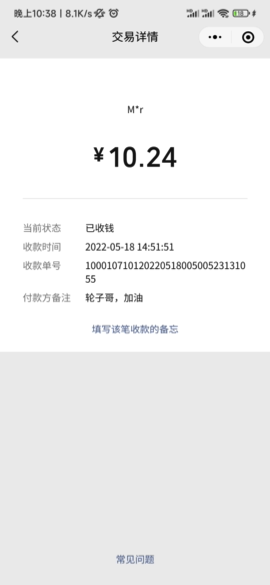 晚上10:38 | 8.1K/s
交易详情
M*r
¥10.24
当前状态 已收钱
收款时间 2022-05-18 14:51:51
收款单号 100010710120220518005005231310
55
付款方备注 轮子哥，加油
填写该笔收款的备忘
常见问题